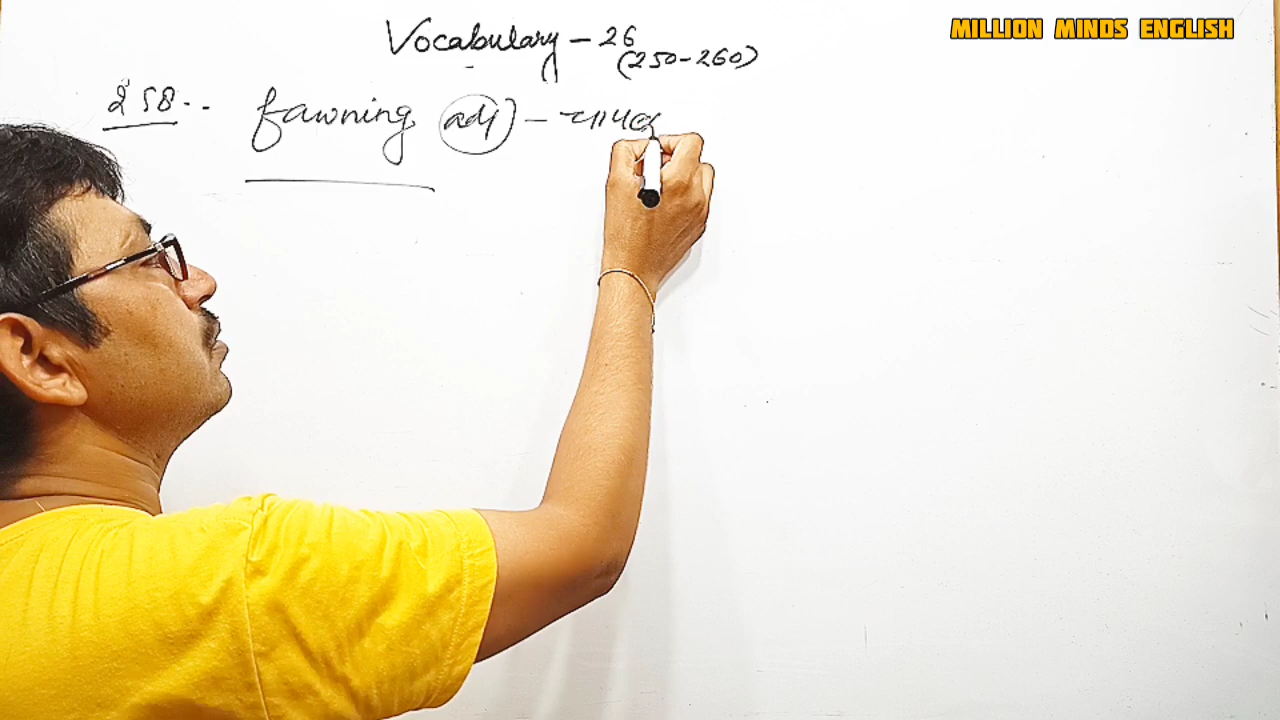 MILLION MINDS ENGLISH
Vocabulary - 26
(250-260)
258.. fawning (adj) -